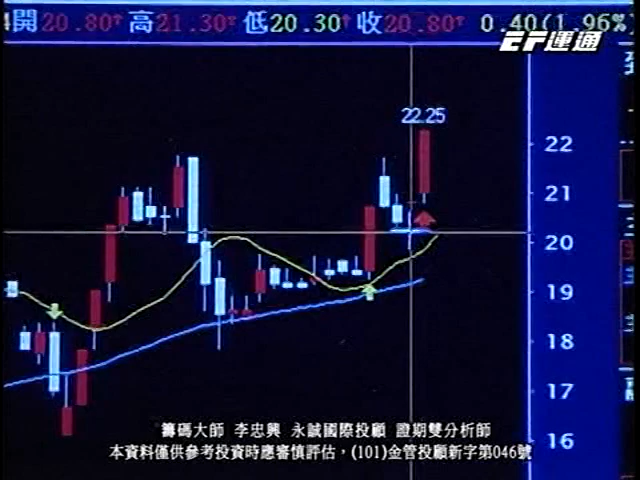 開20.80 高21.30 低20.30 收20.80 0.40(1.96%
EF運通
22.25
22
21
20
19
18
17
16
籌碼大師 李忠興 永誠國際投顧 證期雙分析師
本資料僅供參考投資時應審慎評估，(101)金管投顧新字第046號